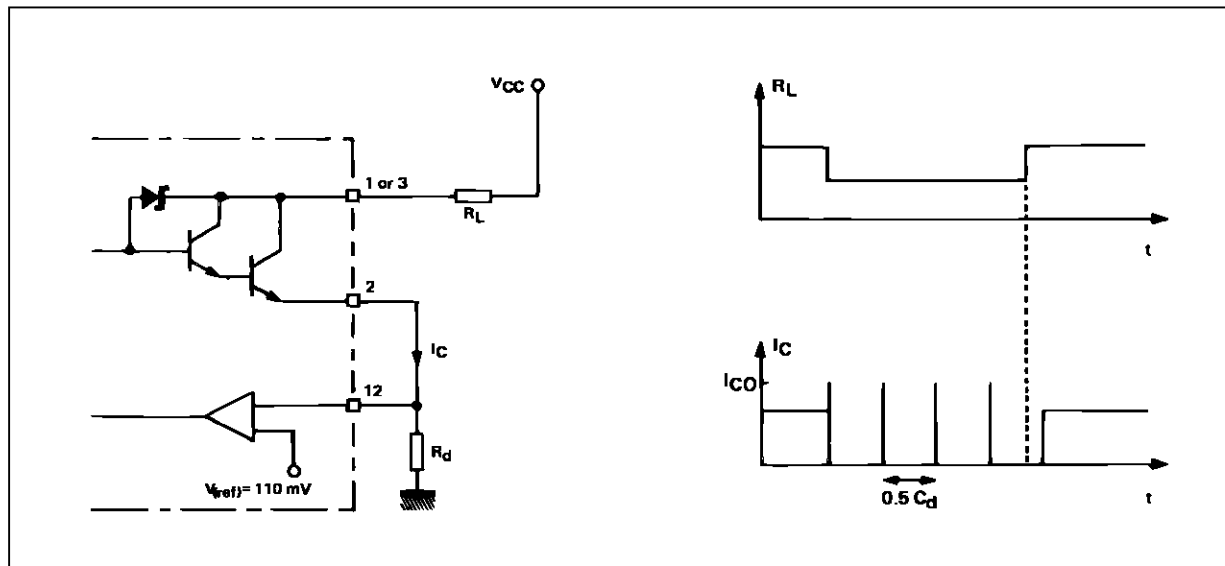 VCC
1 or 3
RL
2
IC
12
Rd
V(ref) = 110 mV
RL
t
IC
ICO
0.5 Cd
t